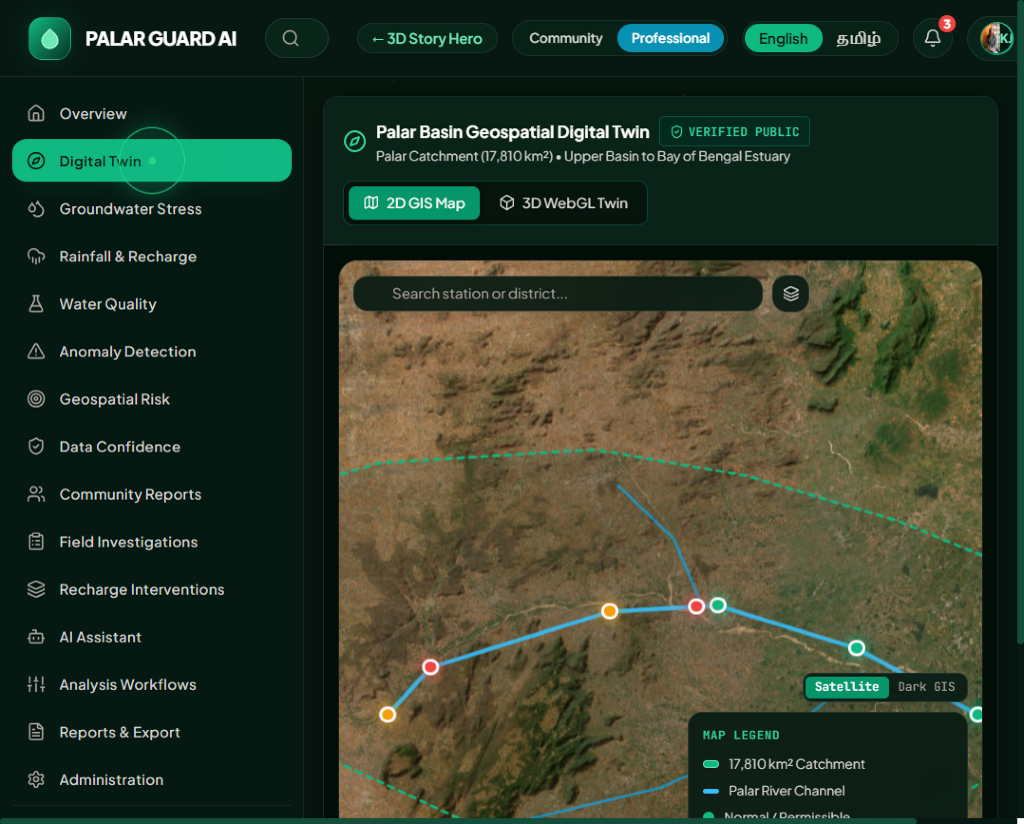 PALAR GUARD AI
← 3D Story Hero
Community
Professional
English
தமிழ்
3
KJ
Overview
Digital Twin
Groundwater Stress
Rainfall & Recharge
Water Quality
Anomaly Detection
Geospatial Risk
Data Confidence
Community Reports
Field Investigations
Recharge Interventions
AI Assistant
Analysis Workflows
Reports & Export
Administration
Palar Basin Geospatial Digital Twin
VERIFIED PUBLIC
Palar Catchment (17,810 km²) • Upper Basin to Bay of Bengal Estuary
2D GIS Map
3D WebGL Twin
Search station or district...
Satellite
Dark GIS
MAP LEGEND
17,810 km² Catchment
Palar River Channel
Normal / Permissible